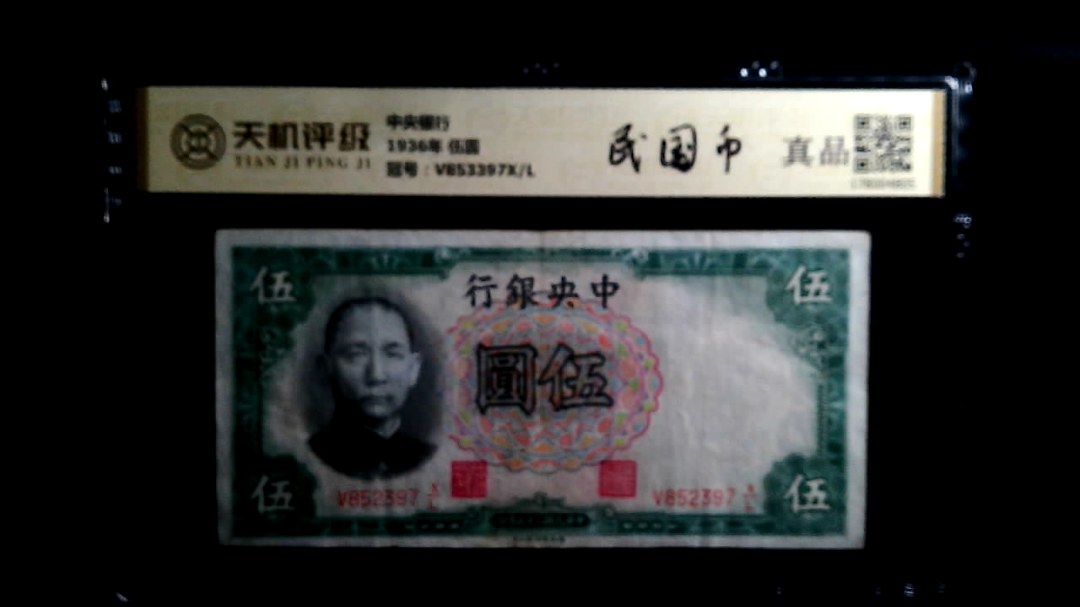 天机评级
TIAN JI PING JI
中央银行
1936年 伍圆
冠号：V853397X/L
民国币
真品
伍
伍
行銀央中
圓伍
V852397 X/L
V852397 X/L
伍
伍